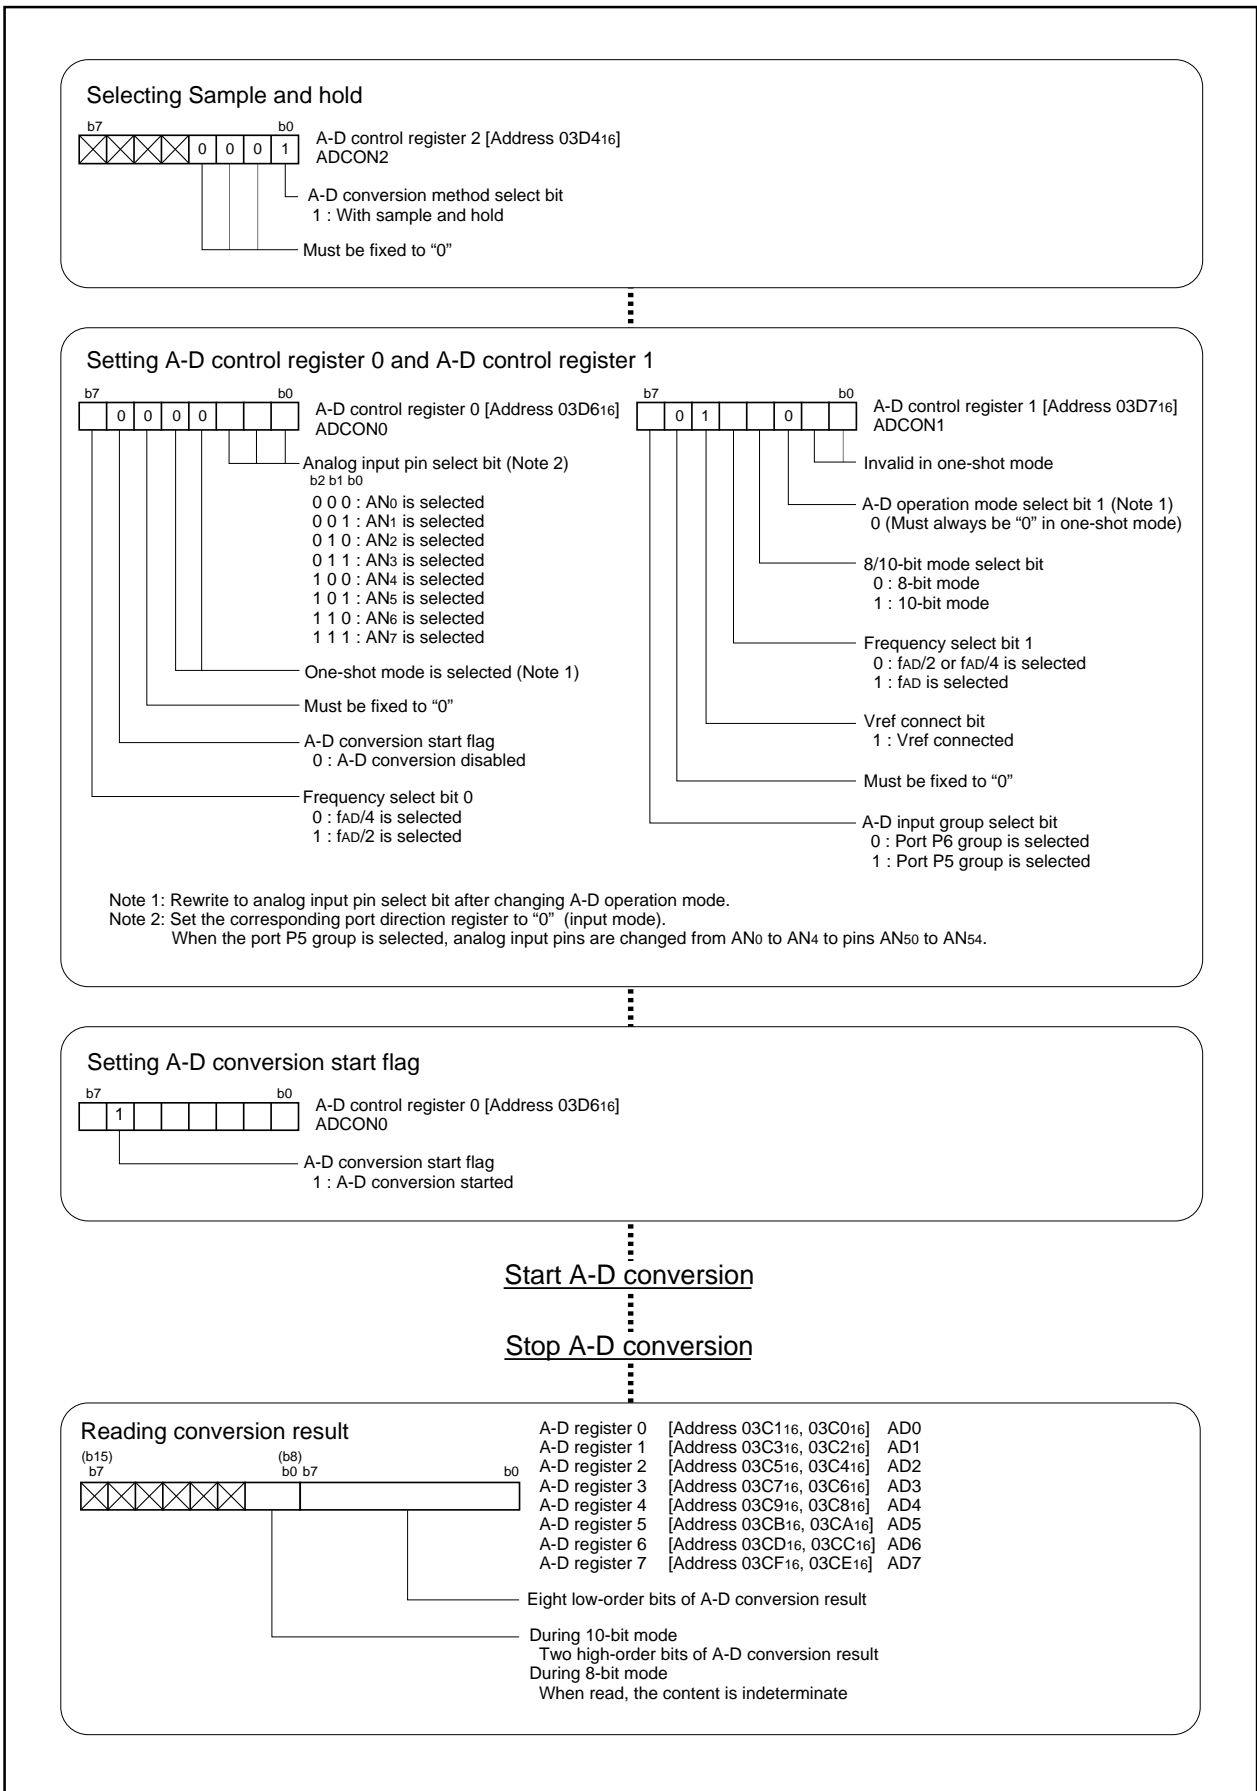 Selecting Sample and hold
b7 b0
0 0 0 1
A-D control register 2 [Address 03D416]
ADCON2
A-D conversion method select bit
1 : With sample and hold
Must be fixed to “0”
Setting A-D control register 0 and A-D control register 1
b7 b0
0 0 0 0
A-D control register 0 [Address 03D616]
ADCON0
Analog input pin select bit (Note 2)
b2 b1 b0
0 0 0 : AN0 is selected
0 0 1 : AN1 is selected
0 1 0 : AN2 is selected
0 1 1 : AN3 is selected
1 0 0 : AN4 is selected
1 0 1 : AN5 is selected
1 1 0 : AN6 is selected
1 1 1 : AN7 is selected
One-shot mode is selected (Note 1)
Must be fixed to “0”
A-D conversion start flag
0 : A-D conversion disabled
Frequency select bit 0
0 : fAD/4 is selected
1 : fAD/2 is selected
b7 b0
0 1 0
A-D control register 1 [Address 03D716]
ADCON1
Invalid in one-shot mode
A-D operation mode select bit 1 (Note 1)
0 (Must always be “0” in one-shot mode)
8/10-bit mode select bit
0 : 8-bit mode
1 : 10-bit mode
Frequency select bit 1
0 : fAD/2 or fAD/4 is selected
1 : fAD is selected
Vref connect bit
1 : Vref connected
Must be fixed to “0”
A-D input group select bit
0 : Port P6 group is selected
1 : Port P5 group is selected
Note 1: Rewrite to analog input pin select bit after changing A-D operation mode.
Note 2: Set the corresponding port direction register to “0” (input mode).
When the port P5 group is selected, analog input pins are changed from AN0 to AN4 to pins AN50 to AN54.
Setting A-D conversion start flag
b7 b0
1
A-D control register 0 [Address 03D616]
ADCON0
A-D conversion start flag
1 : A-D conversion started
Start A-D conversion
Stop A-D conversion
Reading conversion result
(b15) (b8)
b7 b0 b7 b0
A-D register 0 [Address 03C116, 03C016] AD0
A-D register 1 [Address 03C316, 03C216] AD1
A-D register 2 [Address 03C516, 03C416] AD2
A-D register 3 [Address 03C716, 03C616] AD3
A-D register 4 [Address 03C916, 03C816] AD4
A-D register 5 [Address 03CB16, 03CA16] AD5
A-D register 6 [Address 03CD16, 03CC16] AD6
A-D register 7 [Address 03CF16, 03CE16] AD7
Eight low-order bits of A-D conversion result
During 10-bit mode
Two high-order bits of A-D conversion result
During 8-bit mode
When read, the content is indeterminate